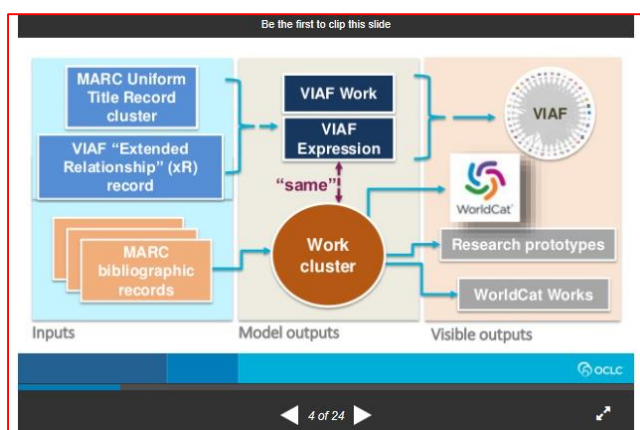 Be the first to clip this slide
MARC Uniform
Title Record
cluster
VIAF “Extended
Relationship” (xR)
record
MARC
bibliographic
records
Inputs
VIAF Work
VIAF
Expression
“same”
Work
cluster
Model outputs
VIAF
WorldCat®
Research prototypes
WorldCat Works
Visible outputs
OCLC
4 of 24